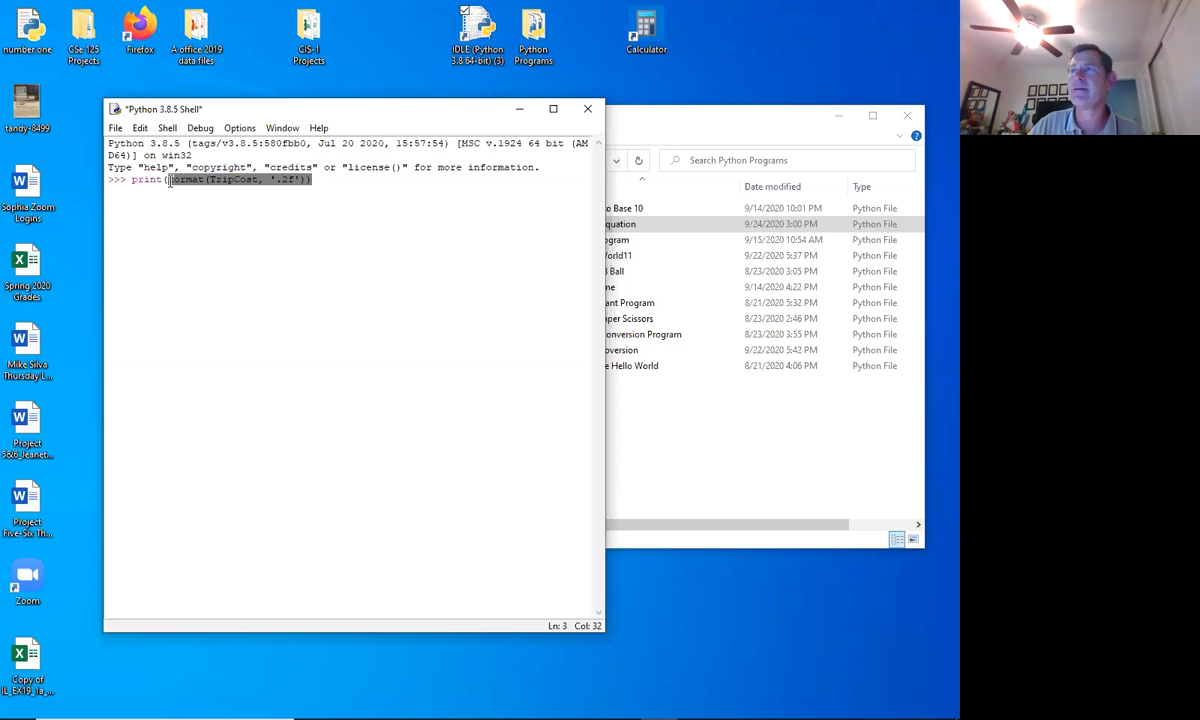 number one
CSe 125 Projects
Firefox
A office 2019 data files
GIS-1 Projects
IDLE (Python 3.8 64-bit) (3)
Python Programs
Calculator
tandy-8499
Sophia Zoom Logins
Spring 2020 Grades
Mike Silva Thursday L...
Project 5&6_Jeanet...
Project Five-Six Th...
Zoom
Copy of IL_EX19_1a_...
*Python 3.8.5 Shell*
File Edit Shell Debug Options Window Help
Python 3.8.5 (tags/v3.8.5:580fbb0, Jul 20 2020, 15:57:54) [MSC v.1924 64 bit (AM
D64)] on win32
Type "help", "copyright", "credits" or "license()" for more information.
>>> print(format(TripCost, '.2f'))
Ln: 3 Col: 32
Search Python Programs
Date modified Type
to Base 10 9/14/2020 10:01 PM Python File
quation 9/24/2020 3:00 PM Python File
ogram 9/15/2020 10:54 AM Python File
World11 9/22/2020 5:37 PM Python File
8 Ball 8/23/2020 3:05 PM Python File
me 9/14/2020 4:22 PM Python File
ant Program 8/21/2020 5:32 PM Python File
aper Scissors 8/23/2020 2:46 PM Python File
onversion Program 8/23/2020 3:55 PM Python File
oversion 9/22/2020 5:42 PM Python File
e Hello World 8/21/2020 4:06 PM Python File